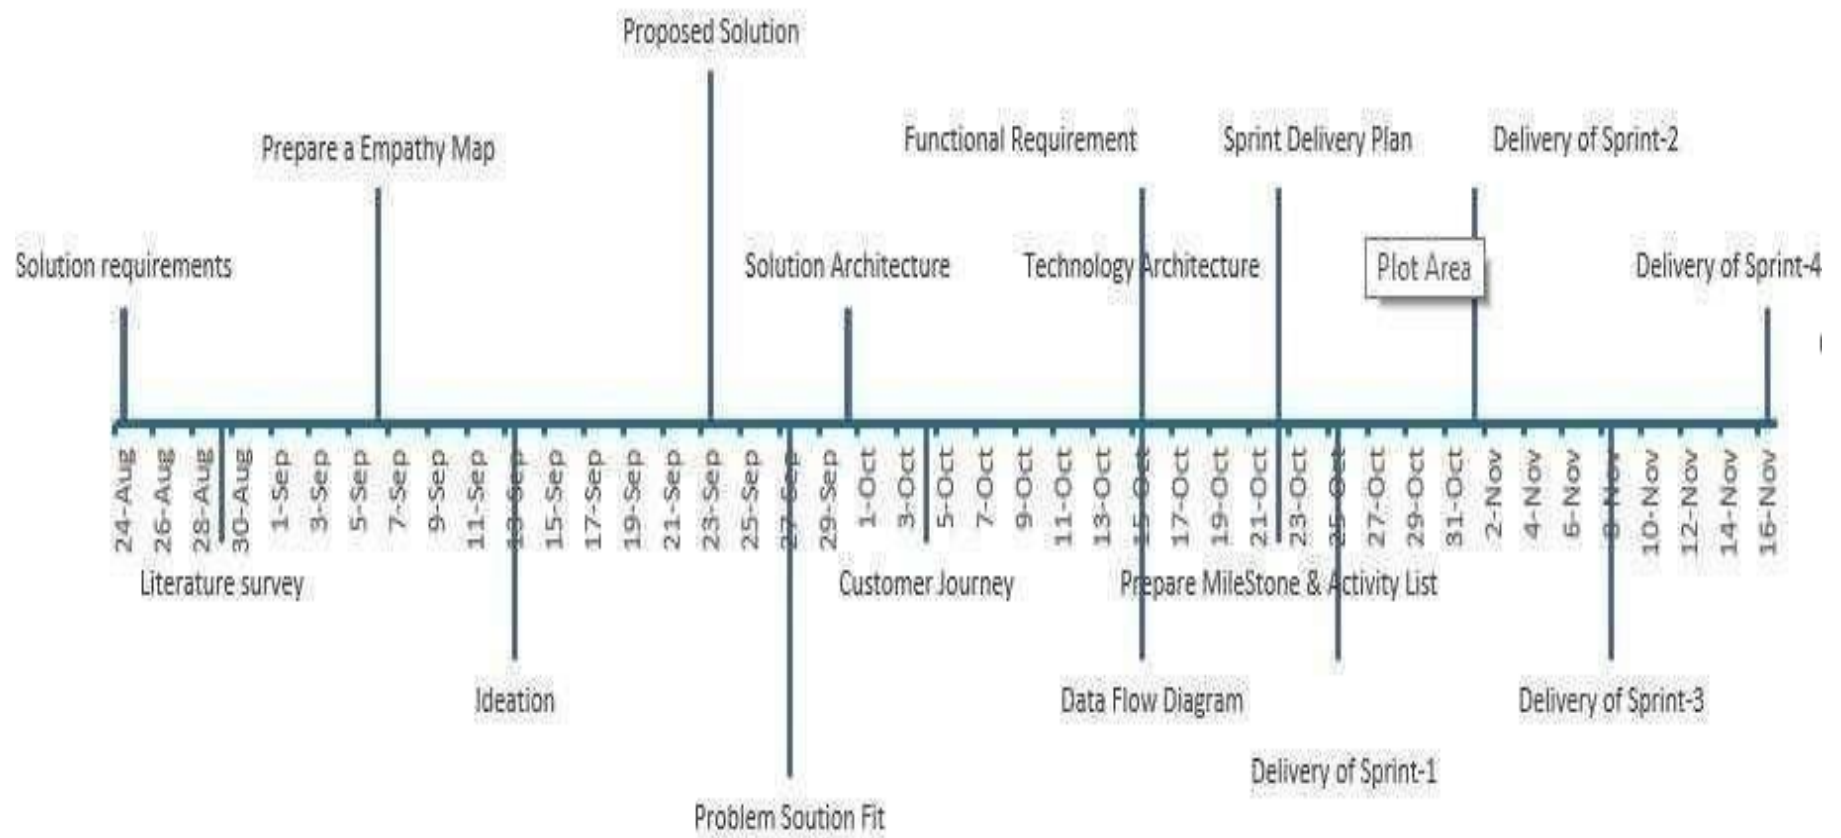 Proposed Solution
Functional Requirement
Sprint Delivery Plan
Delivery of Sprint-2
Prepare a Empathy Map
Solution requirements
Solution Architecture
Technology Architecture
Plot Area
Delivery of Sprint-4
24-Aug
26-Aug
28-Aug
30-Aug
1-Sep
3-Sep
5-Sep
7-Sep
9-Sep
11-Sep
13-Sep
15-Sep
17-Sep
19-Sep
21-Sep
23-Sep
25-Sep
27-Sep
29-Sep
1-Oct
3-Oct
5-Oct
7-Oct
9-Oct
11-Oct
13-Oct
15-Oct
17-Oct
19-Oct
21-Oct
23-Oct
25-Oct
27-Oct
29-Oct
31-Oct
2-Nov
4-Nov
6-Nov
8-Nov
10-Nov
12-Nov
14-Nov
16-Nov
Literature survey
Customer Journey
Prepare MileStone & Activity List
Ideation
Data Flow Diagram
Delivery of Sprint-3
Delivery of Sprint-1
Problem Soution Fit